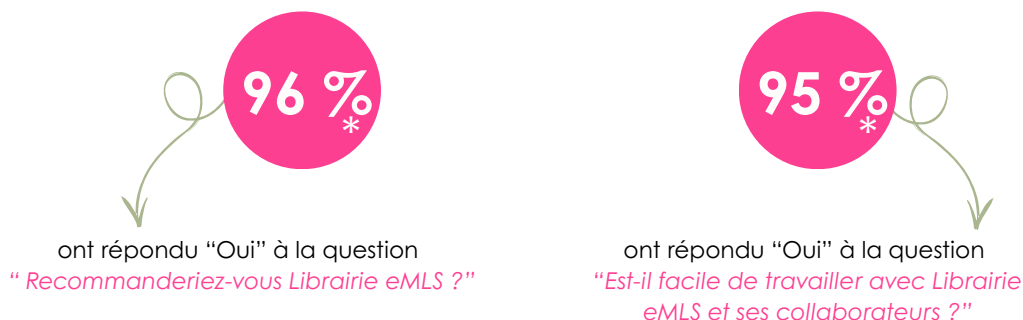 96 %*
ont répondu “Oui” à la question
“ Recommanderiez-vous Librairie eMLS ?”
95 %*
ont répondu “Oui” à la question
“Est-il facile de travailler avec Librairie
eMLS et ses collaborateurs ?”